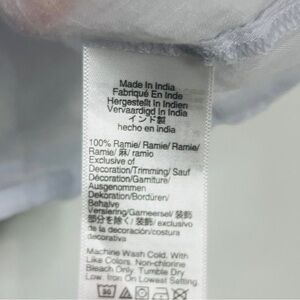 Made In India
Fabriqué En Inde
Hergestellt In Indien
Vervaardigd In India
インド製
hecho en india
100% Ramie/ Ramie/ Ramie/
Ramie/ 麻/ ramio
Exclusive of
Decoration/Trimming/ Sauf
Décoration/Garniture/
Ausgenommen
Dekoration/Bordüren/
Behalve
Versiering/Garneersel/ 装飾
部分を除く/ 装飾/ exclusivo
de la decoración/costura
decorativa
Machine Wash Cold. With
Like Colors. Non-chlorine
Bleach Only. Tumble Dry
Low. Iron On Lowest Setting
30